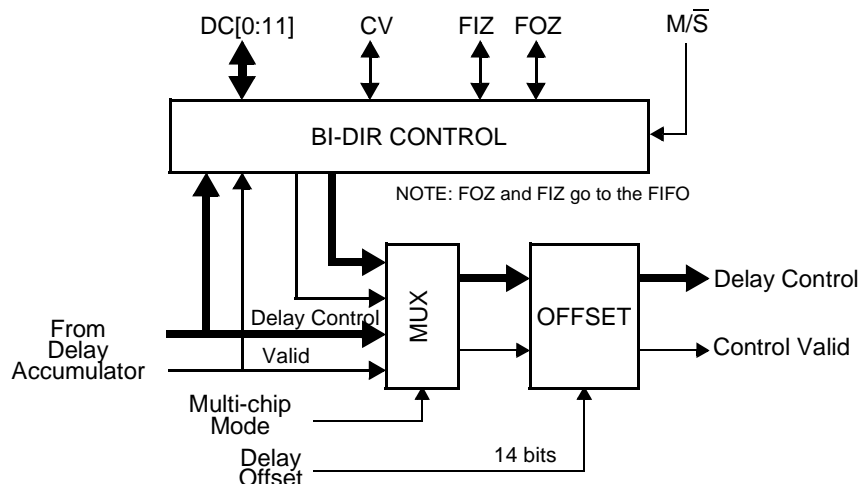 DC[0:11] CV FIZ FOZ M/S̅
BI-DIR CONTROL
NOTE: FOZ and FIZ go to the FIFO
MUX
OFFSET
Delay Control
Control Valid
From
Delay
Accumulator
Delay Control
Valid
Multi-chip
Mode
Delay
Offset
14 bits